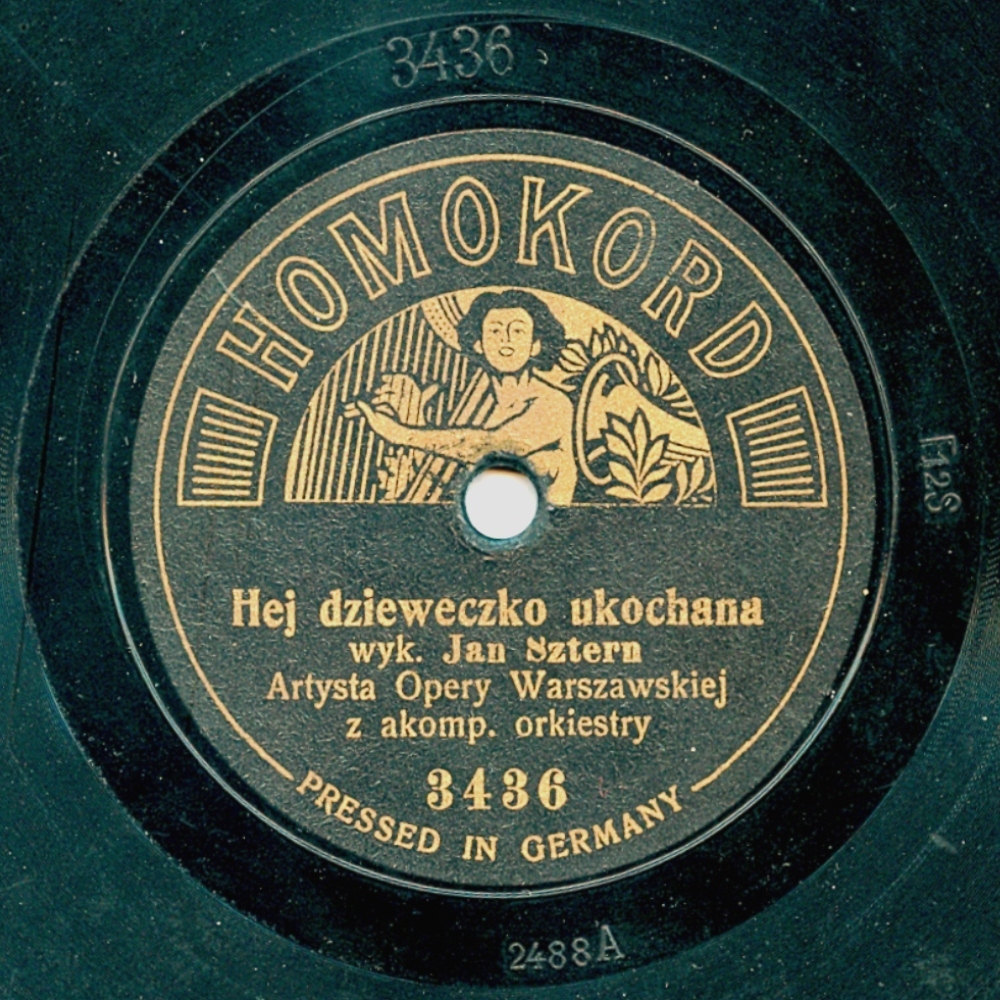 3436
HOMOKORD
Hej dzieweczko ukochana
wyk. Jan Sztern
Artysta Opery Warszawskiej
z akomp. orkiestry
3436
PRESSED IN GERMANY
2488A